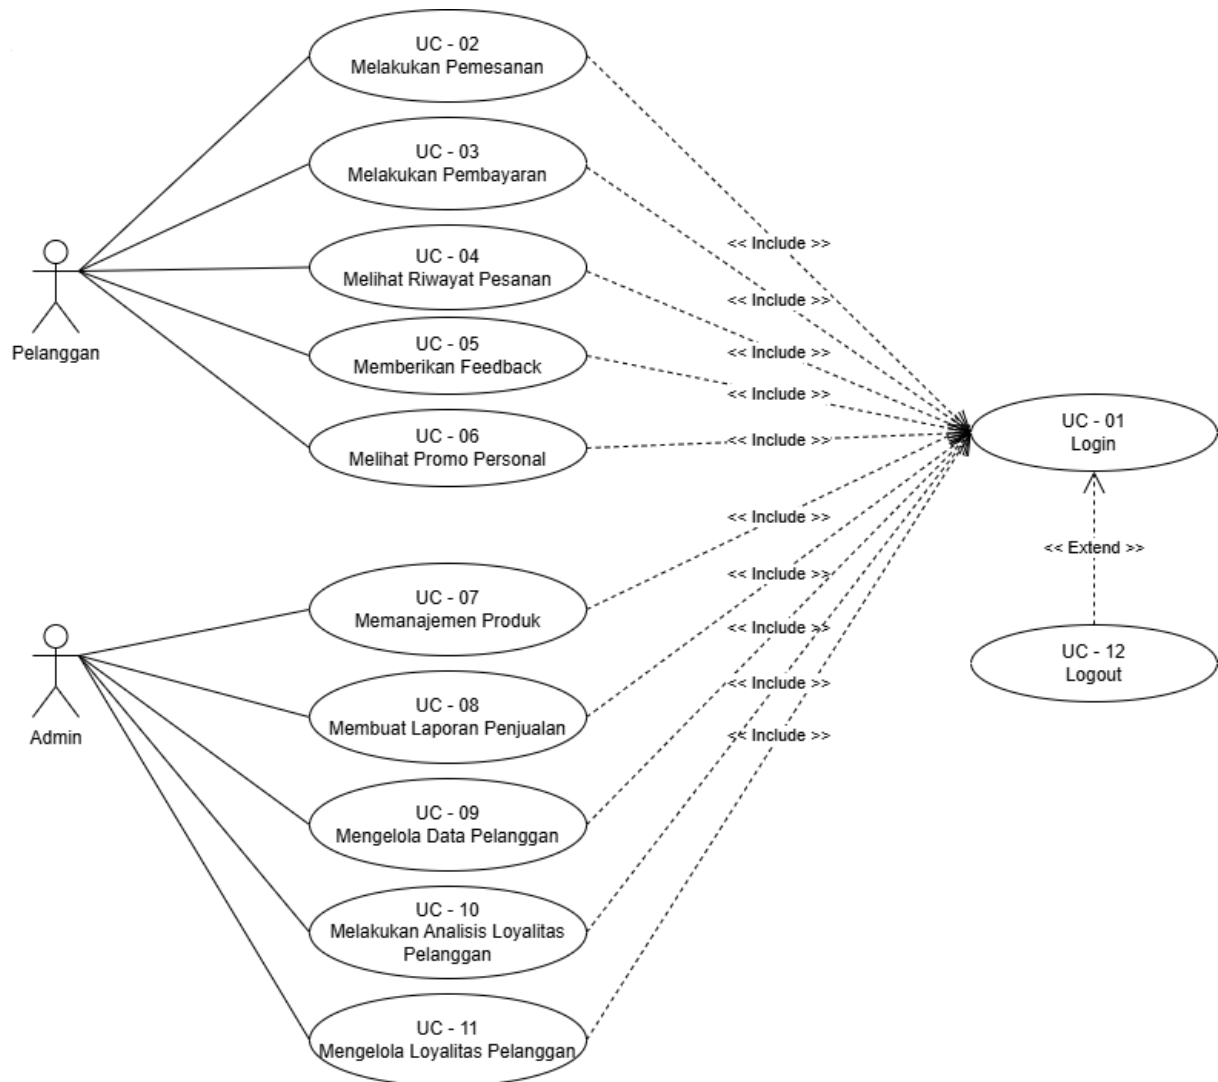 UC - 02
Melakukan Pemesanan
UC - 03
Melakukan Pembayaran
<< Include >>
UC - 04
Melihat Riwayat Pesanan
<< Include >>
Pelanggan
UC - 05
Memberikan Feedback
<< Include >>
<< Include >>
UC - 01
Login
UC - 06
Melihat Promo Personal
<< Include >>
<< Include >>
<< Extend >>
UC - 07
Memanajemen Produk
<< Include >>
<< Include >>
UC - 12
Logout
Admin
UC - 08
Membuat Laporan Penjualan
<< Include >>
<< Include >>
UC - 09
Mengelola Data Pelanggan
UC - 10
Melakukan Analisis Loyalitas
Pelanggan
UC - 11
Mengelola Loyalitas Pelanggan